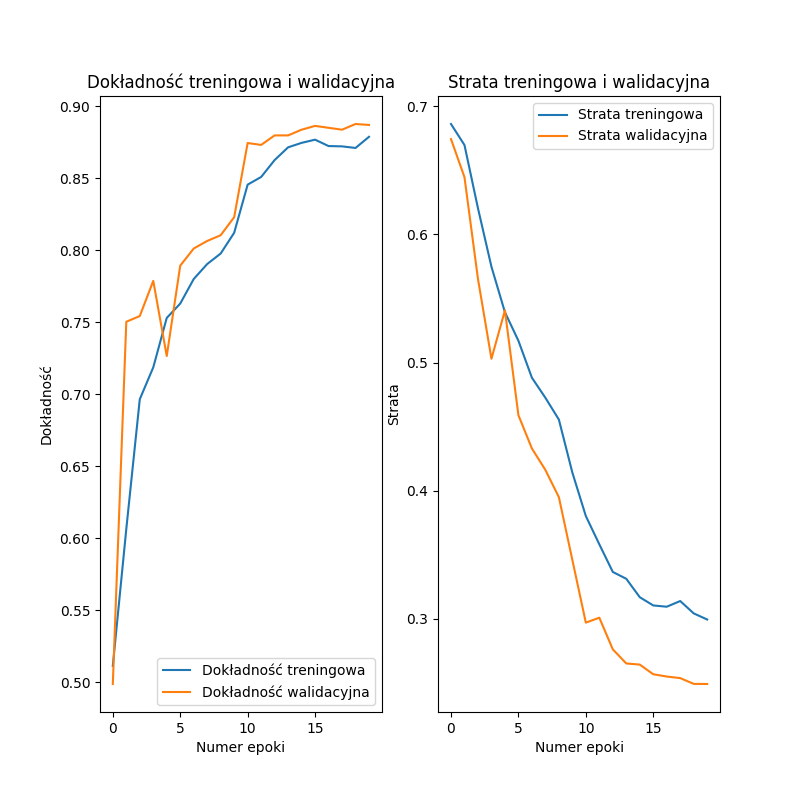 Dokładność treningowa i walidacyjna
Dokładność
0.90
0.85
0.80
0.75
0.70
0.65
0.60
0.55
0.50
Dokładność treningowa
Dokładność walidacyjna
0
5
10
15
Numer epoki
Strata treningowa i walidacyjna
Strata
0.7
0.6
0.5
0.4
0.3
Strata treningowa
Strata walidacyjna
0
5
10
15
Numer epoki